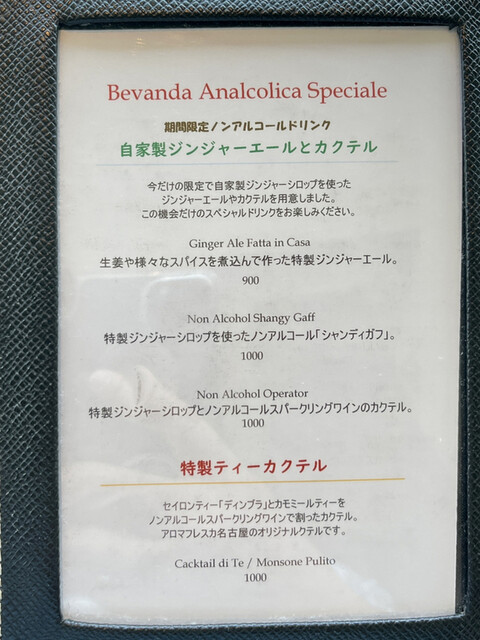 Bevanda Analcolica Speciale
期間限定ノンアルコールドリンク
自家製ジンジャーエールとカクテル
今だけの限定で自家製ジンジャーシロップを使った
ジンジャーエールやカクテルを用意しました。
この機会だけのスペシャルドリンクをお楽しみください。
Ginger Ale Fatta in Casa
生姜や様々なスパイスを煮込んで作った特製ジンジャーエール。
900
Non Alcohol Shangy Gaff
特製ジンジャーシロップを使ったノンアルコール「シャンディガフ」。
1000
Non Alcohol Operator
特製ジンジャーシロップとノンアルコールスパークリングワインのカクテル。
1000
特製ティーカクテル
セイロンティー「ディンブラ」とカモミールティーを
ノンアルコールスパークリングワインで割ったカクテル。
アロマフレスカ名古屋のオリジナルクテルです。
Cacktail di Te / Monsone Pulito
1000